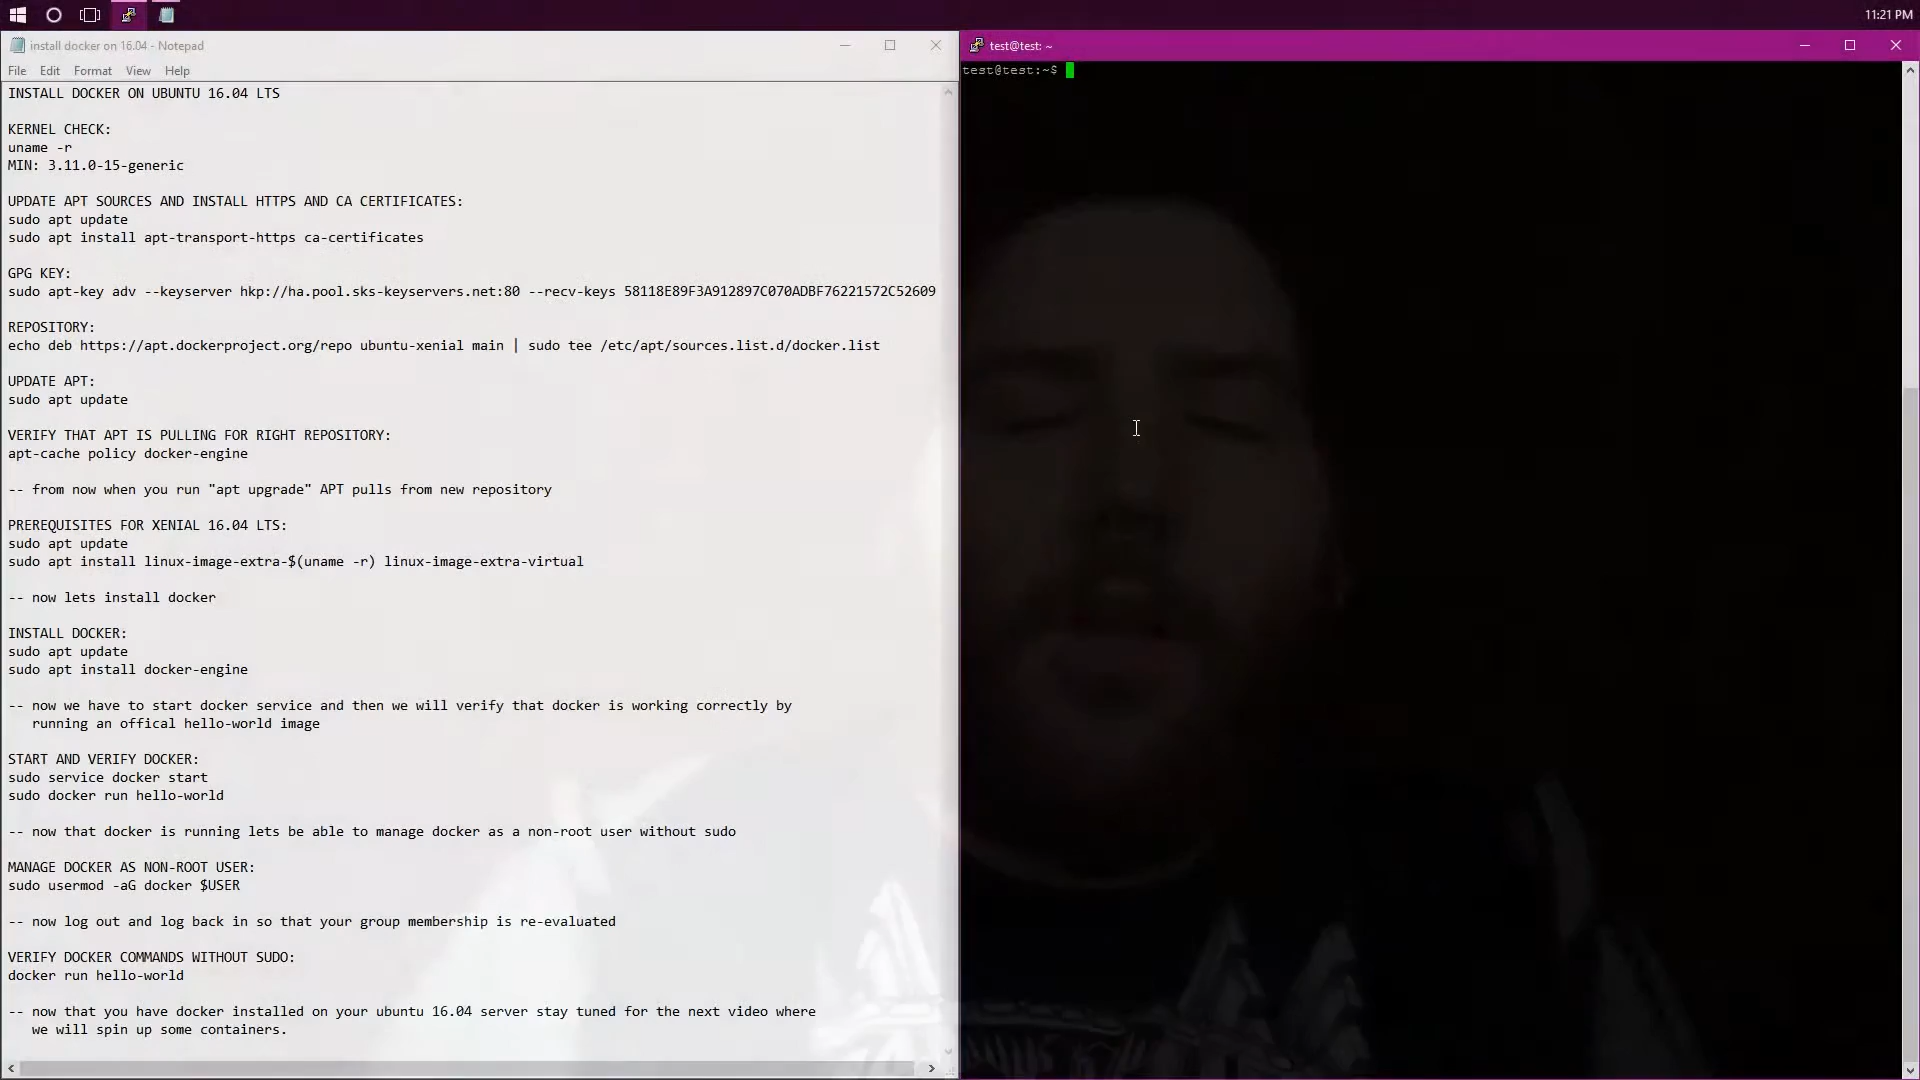 11:21 PM
install docker on 16.04 - Notepad
File Edit Format View Help
INSTALL DOCKER ON UBUNTU 16.04 LTS
KERNEL CHECK:
uname -r
MIN: 3.11.0-15-generic
UPDATE APT SOURCES AND INSTALL HTTPS AND CA CERTIFICATES:
sudo apt update
sudo apt install apt-transport-https ca-certificates
GPG KEY:
sudo apt-key adv --keyserver hkp://ha.pool.sks-keyservers.net:80 --recv-keys 58118E89F3A912897C070ADBF76221572C52609
REPOSITORY:
echo deb https://apt.dockerproject.org/repo ubuntu-xenial main | sudo tee /etc/apt/sources.list.d/docker.list
UPDATE APT:
sudo apt update
VERIFY THAT APT IS PULLING FOR RIGHT REPOSITORY:
apt-cache policy docker-engine
-- from now when you run "apt upgrade" APT pulls from new repository
PREREQUISITES FOR XENIAL 16.04 LTS:
sudo apt update
sudo apt install linux-image-extra-$(uname -r) linux-image-extra-virtual
-- now lets install docker
INSTALL DOCKER:
sudo apt update
sudo apt install docker-engine
-- now we have to start docker service and then we will verify that docker is working correctly by
running an offical hello-world image
START AND VERIFY DOCKER:
sudo service docker start
sudo docker run hello-world
-- now that docker is running lets be able to manage docker as a non-root user without sudo
MANAGE DOCKER AS NON-ROOT USER:
sudo usermod -aG docker $USER
-- now log out and log back in so that your group membership is re-evaluated
VERIFY DOCKER COMMANDS WITHOUT SUDO:
docker run hello-world
-- now that you have docker installed on your ubuntu 16.04 server stay tuned for the next video where
we will spin up some containers.
test@test: ~
test@test:~$